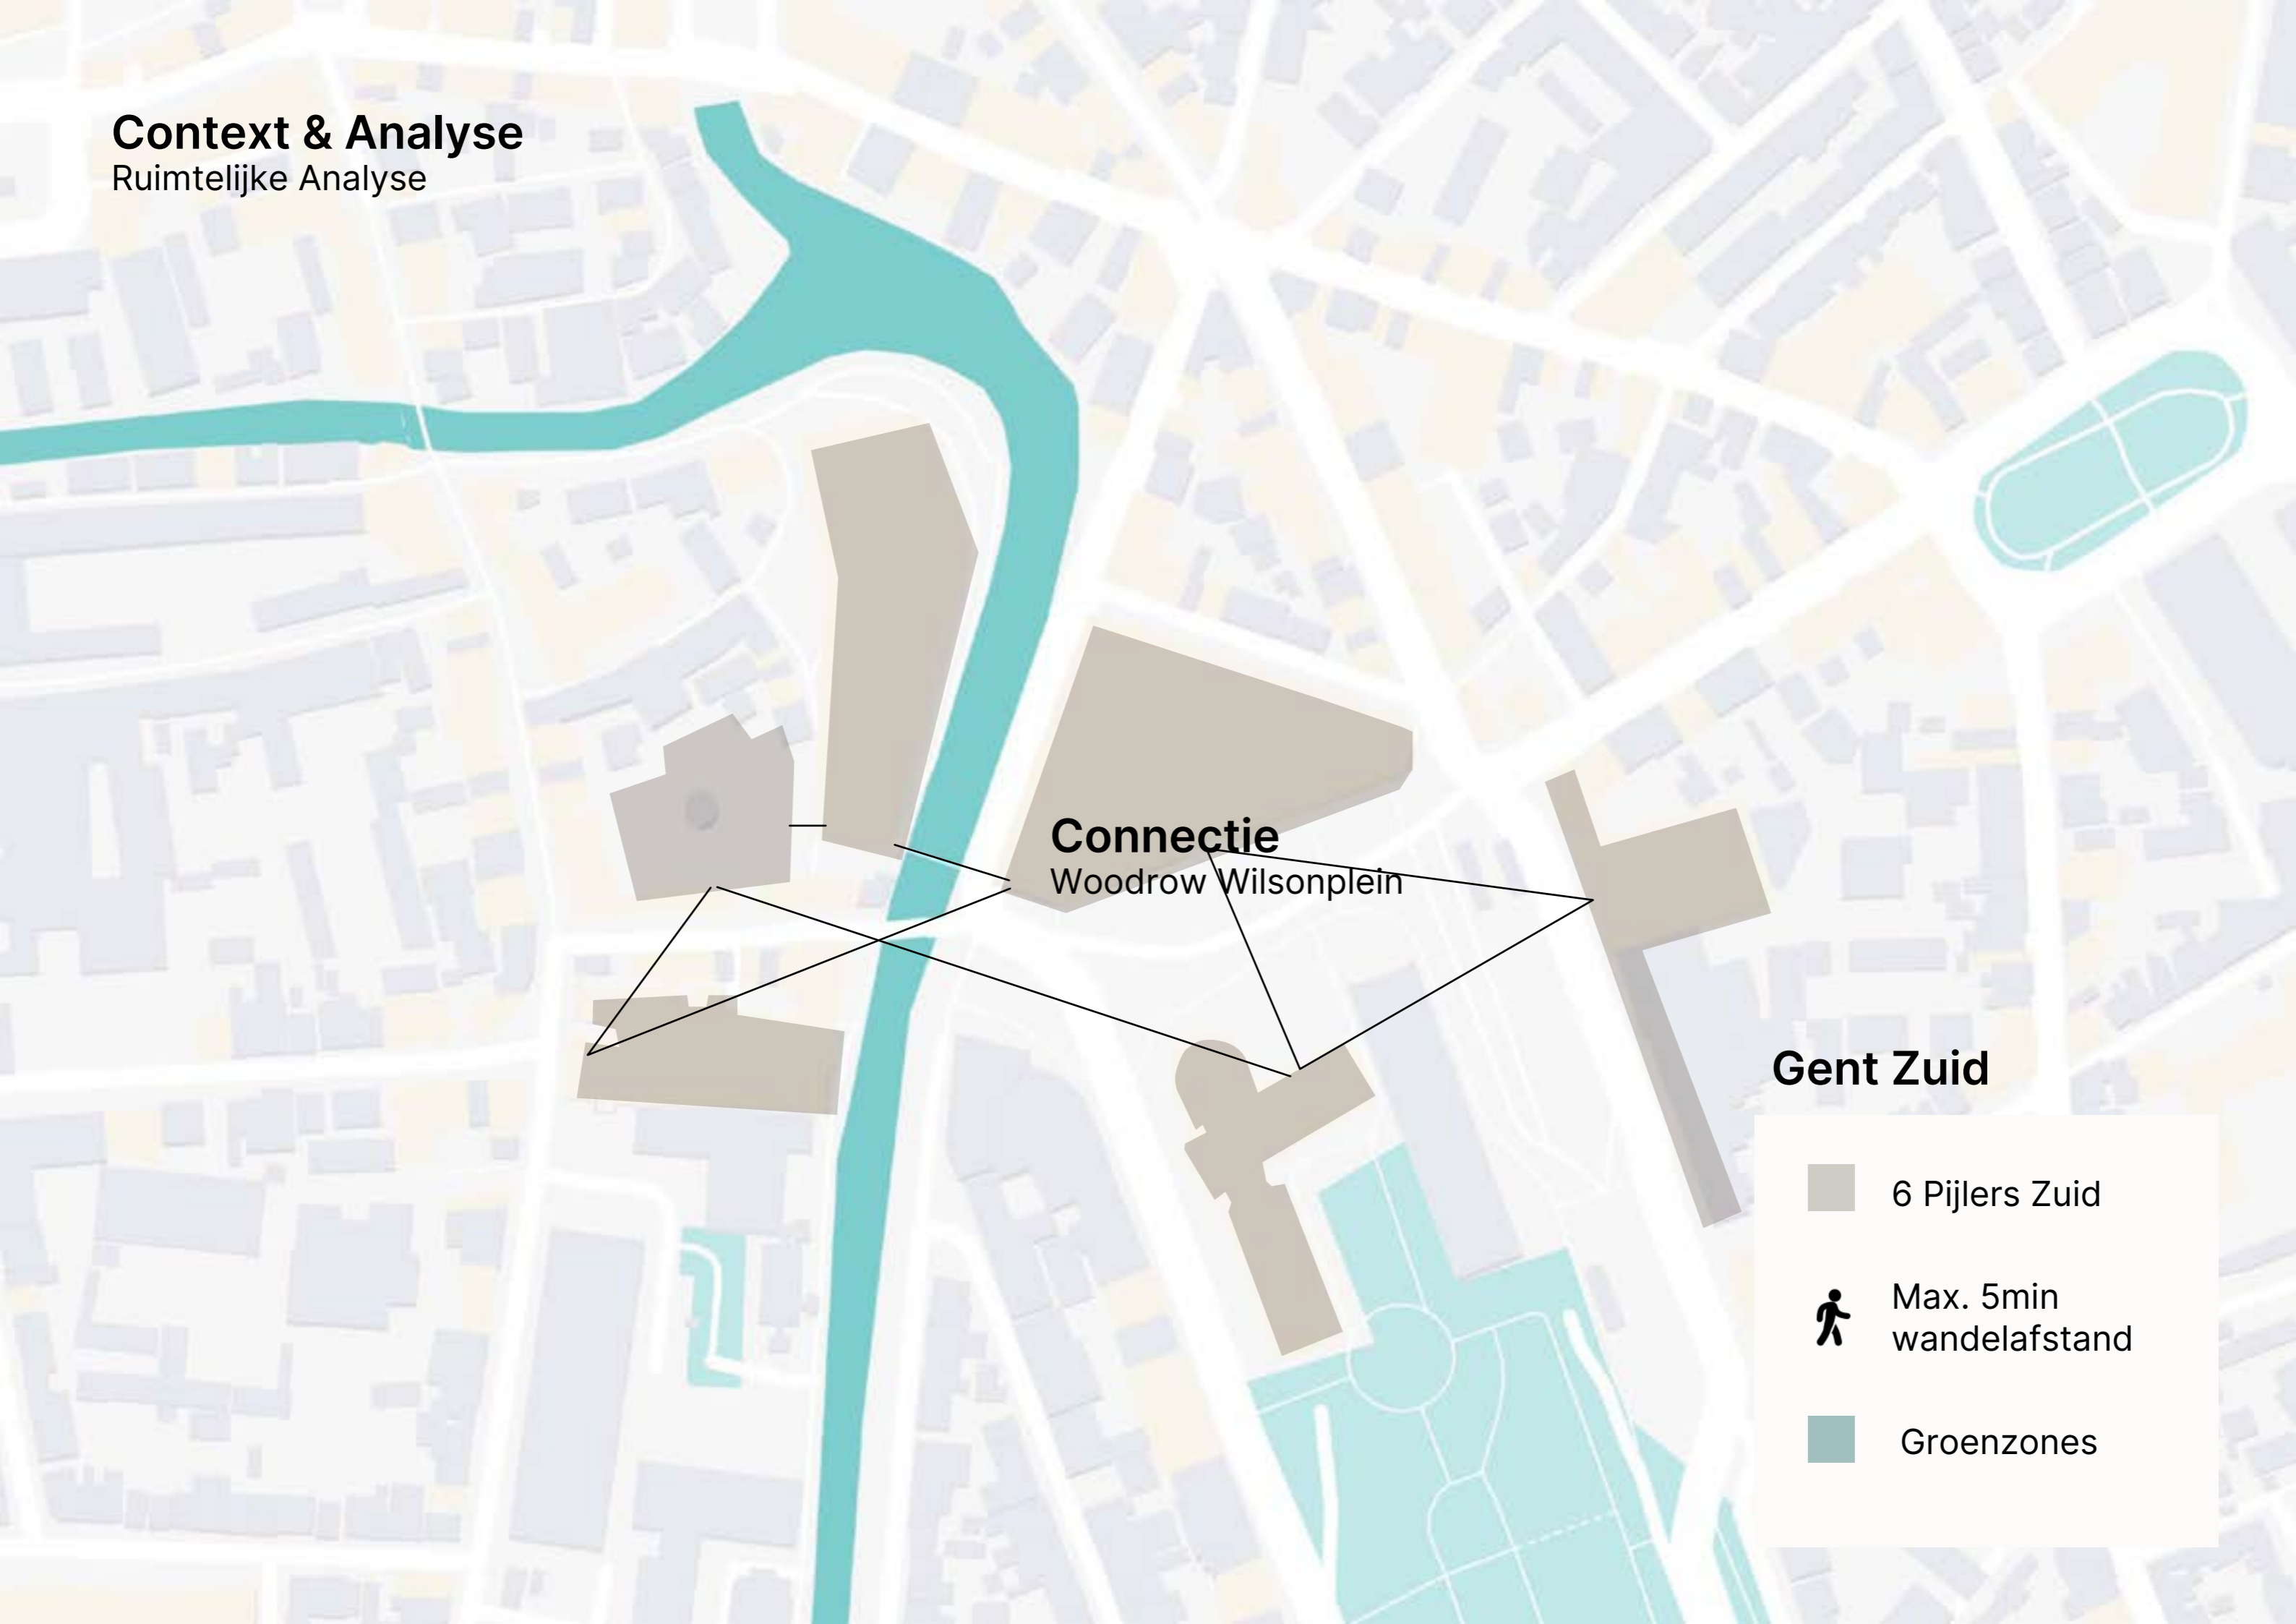 Context & Analyse
Ruimtelijke Analyse
Connectie
Woodrow Wilsonplein
Gent Zuid
6 Pijlers Zuid
Max. 5min
wandelafstand
Groenzones